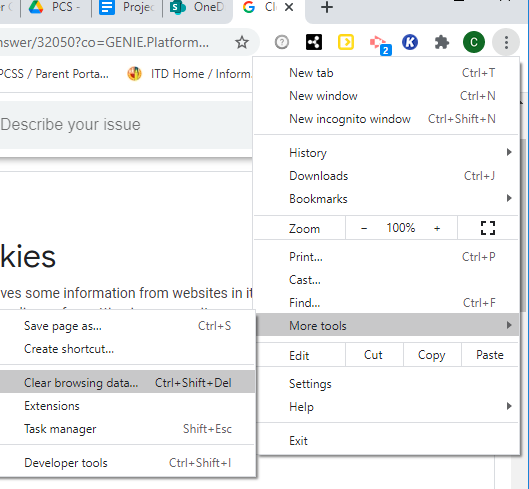 PCS - 
Project
OneD
Cle
nswer/32050?co=GENIE.Platform...
2
K
C
PCSS / Parent Porta...
ITD Home / Inform
Describe your issue
kies
ves some information from websites in it
New tab Ctrl+T
New window Ctrl+N
New incognito window Ctrl+Shift+N
History
Downloads Ctrl+J
Bookmarks
Zoom − 100% +
Print... Ctrl+P
Cast...
Find... Ctrl+F
More tools
Edit Cut Copy Paste
Settings
Help
Exit
Save page as... Ctrl+S
Create shortcut...
Clear browsing data... Ctrl+Shift+Del
Extensions
Task manager Shift+Esc
Developer tools Ctrl+Shift+I